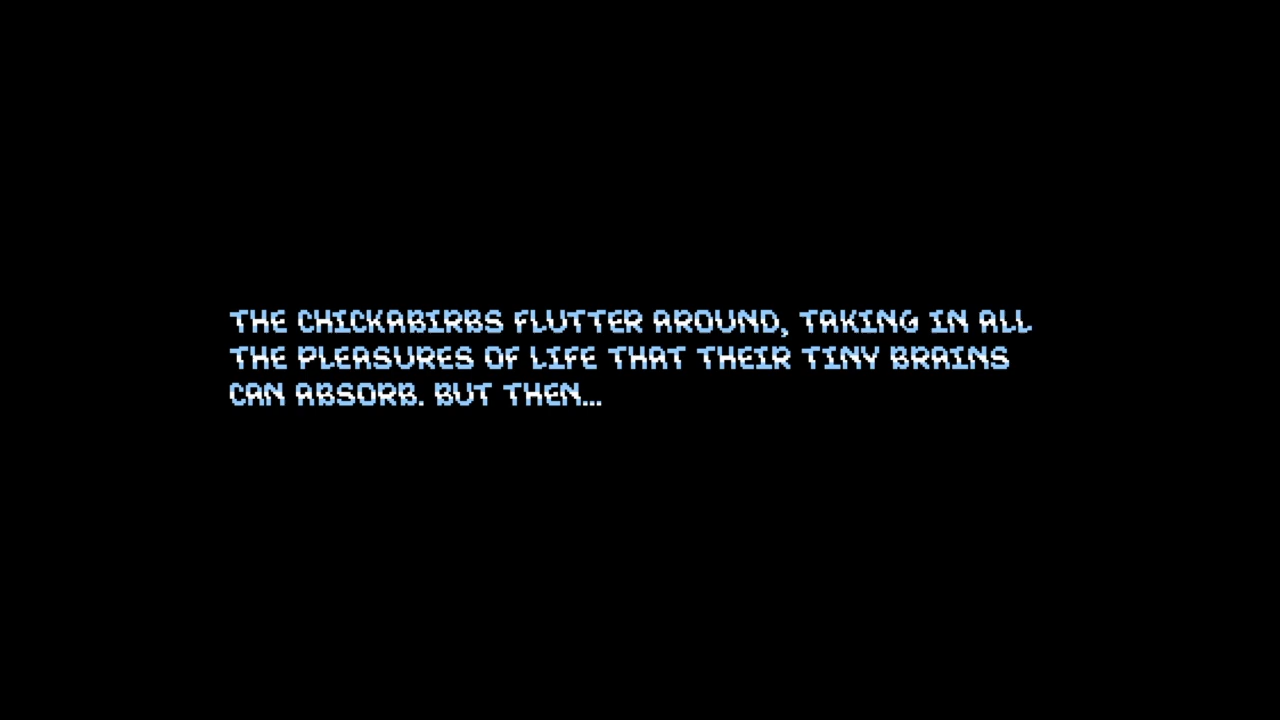 THE CHICKABIRBS FLUTTER AROUND, TAKING IN ALL
THE PLEASURES OF LIFE THAT THEIR TINY BRAINS
CAN ABSORB. BUT THEN...